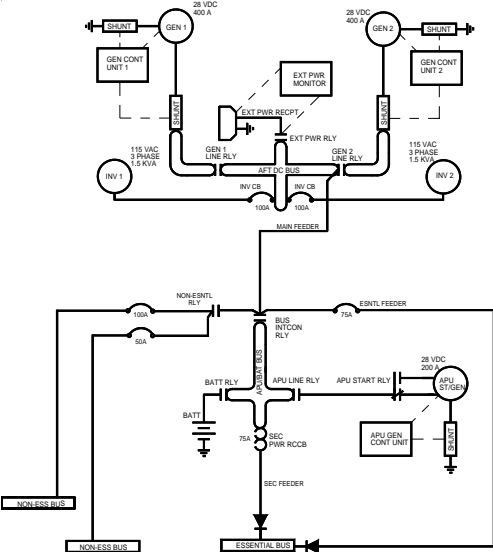 28 VDC
400 A
GEN 1
SHUNT
GEN CONT
UNIT 1
SHUNT
28 VDC
400 A
GEN 2
SHUNT
GEN CONT
UNIT 2
SHUNT
EXT PWR
MONITOR
EXT PWR RECPT
EXT PWR RLY
GEN 1
LINE RLY
AFT DC BUS
GEN 2
LINE RLY
115 VAC
3 PHASE
1.5 KVA
INV 1
INV CB
100A
INV CB
100A
115 VAC
3 PHASE
1.5 KVA
INV 2
MAIN FEEDER
NON-ESNTL
RLY
100A
50A
ESNTL FEEDER
75A
BUS
INTCON
RLY
APU/BAT BUS
BATT RLY
APU LINE RLY
APU START RLY
28 VDC
200 A
APU
ST/GEN
BATT
75A
SEC
PWR RCCB
APU GEN
CONT UNIT
SHUNT
SEC FEEDER
NON-ESS BUS
NON-ESS BUS
ESSENTIAL BUS